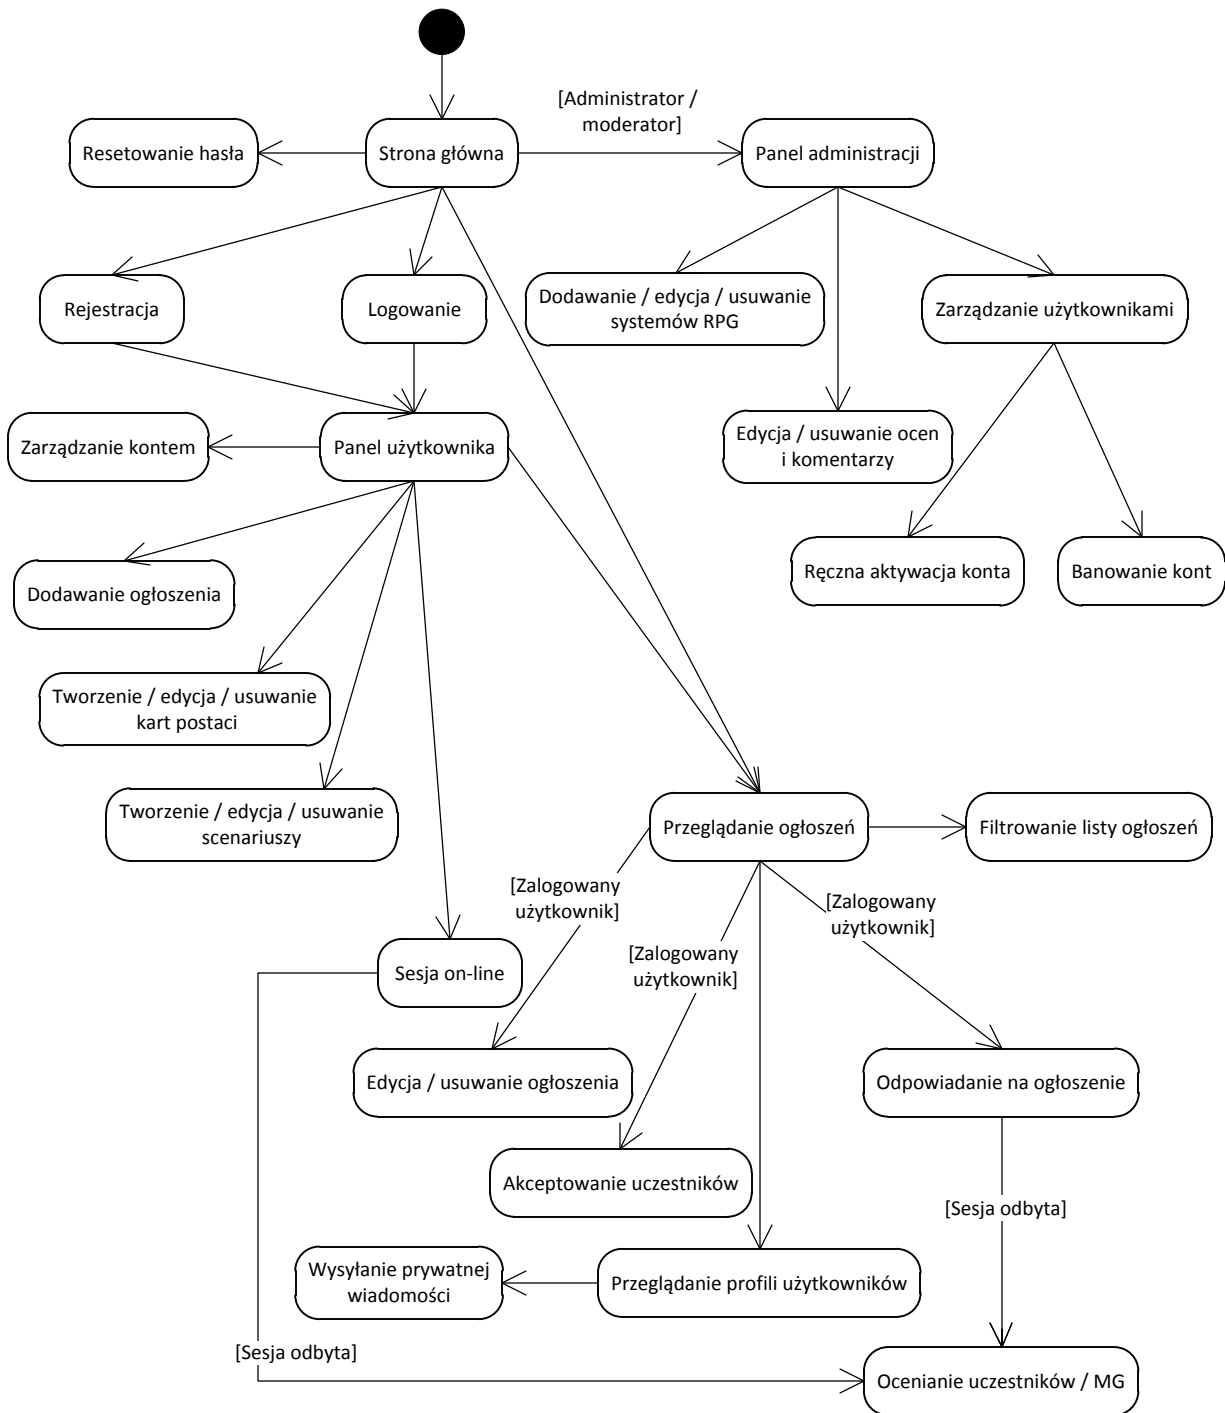 [Administrator /
moderator]
Resetowanie hasła
Strona główna
Panel administracji
Rejestracja
Logowanie
Dodawanie / edycja / usuwanie
systemów RPG
Zarządzanie użytkownikami
Zarządzanie kontem
Panel użytkownika
Edycja / usuwanie ocen
i komentarzy
Ręczna aktywacja konta
Banowanie kont
Dodawanie ogłoszenia
Tworzenie / edycja / usuwanie
kart postaci
Tworzenie / edycja / usuwanie
scenariuszy
Przeglądanie ogłoszeń
Filtrowanie listy ogłoszeń
[Zalogowany
użytkownik]
[Zalogowany
użytkownik]
[Zalogowany
użytkownik]
Sesja on-line
Edycja / usuwanie ogłoszenia
Odpowiadanie na ogłoszenie
Akceptowanie uczestników
[Sesja odbyta]
Wysyłanie prywatnej
wiadomości
Przeglądanie profili użytkowników
[Sesja odbyta]
Ocenianie uczestników / MG